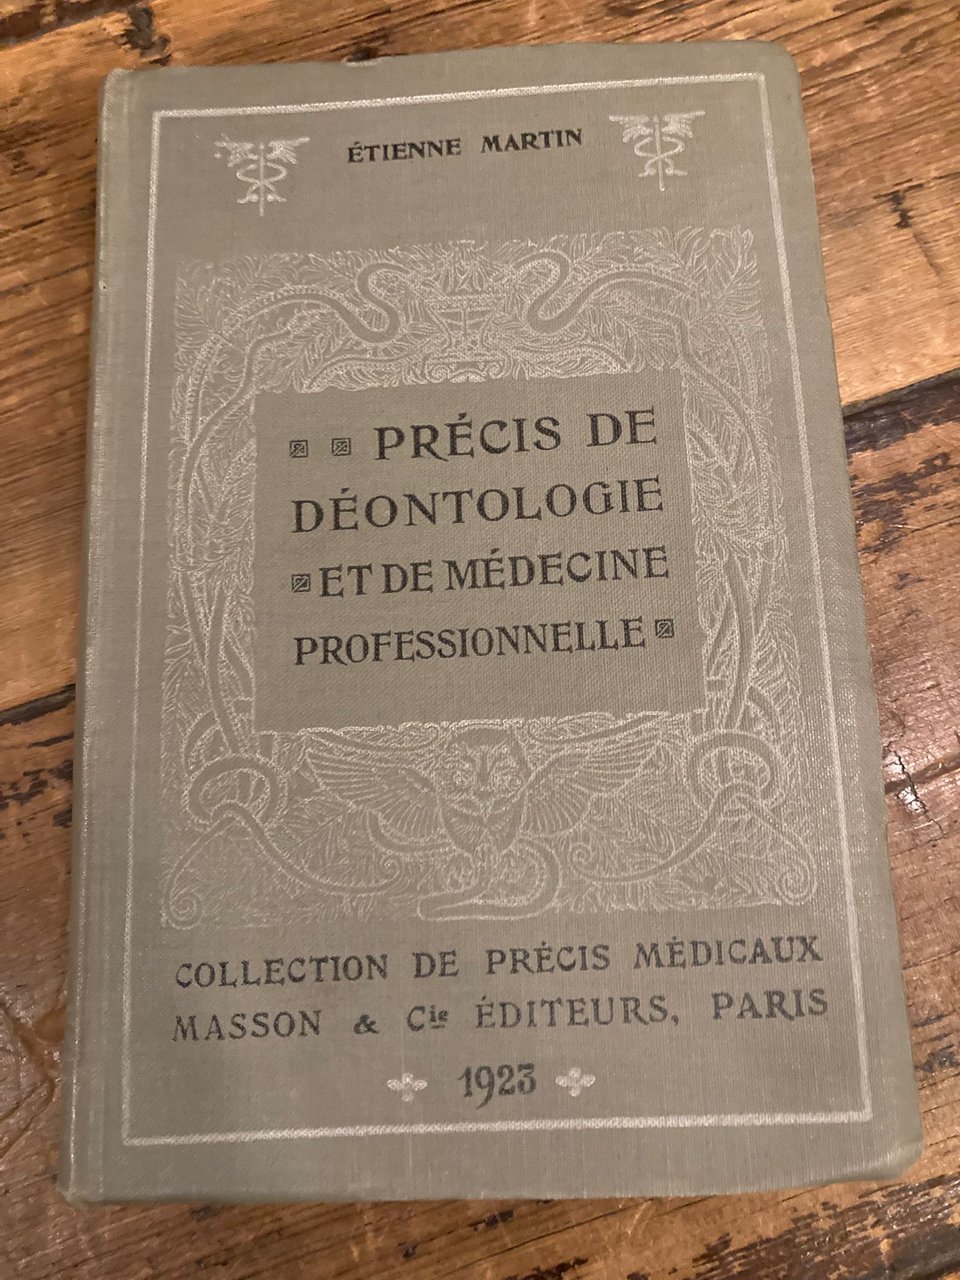 ÉTIENNE MARTIN
PRÉCIS DE
DÉONTOLOGIE
ET DE MÉDECINE
PROFESSIONNELLE
COLLECTION DE PRÉCIS MÉDICAUX
MASSON & Cie ÉDITEURS, PARIS
1923